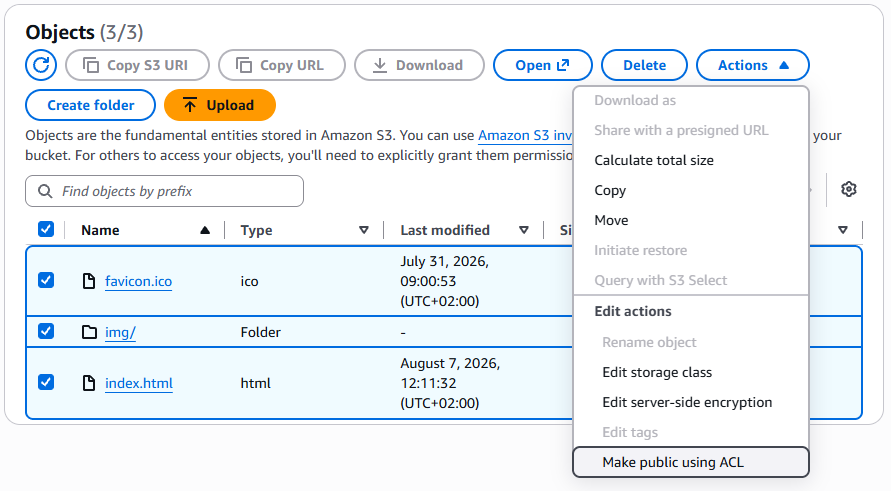 Objects (3/3)
Copy S3 URI
Copy URL
Download
Open
Delete
Actions
Create folder
Upload
Objects are the fundamental entities stored in Amazon S3. You can use Amazon S3 inv
your
bucket. For others to access your objects, you'll need to explicitly grant them permissio
Find objects by prefix
Name
Type
Last modified
Si
favicon.ico
ico
July 31, 2026,
09:00:53
(UTC+02:00)
img/
Folder
-
index.html
html
August 7, 2026,
12:11:32
(UTC+02:00)
Download as
Share with a presigned URL
Calculate total size
Copy
Move
Initiate restore
Query with S3 Select
Edit actions
Rename object
Edit storage class
Edit server-side encryption
Edit tags
Make public using ACL